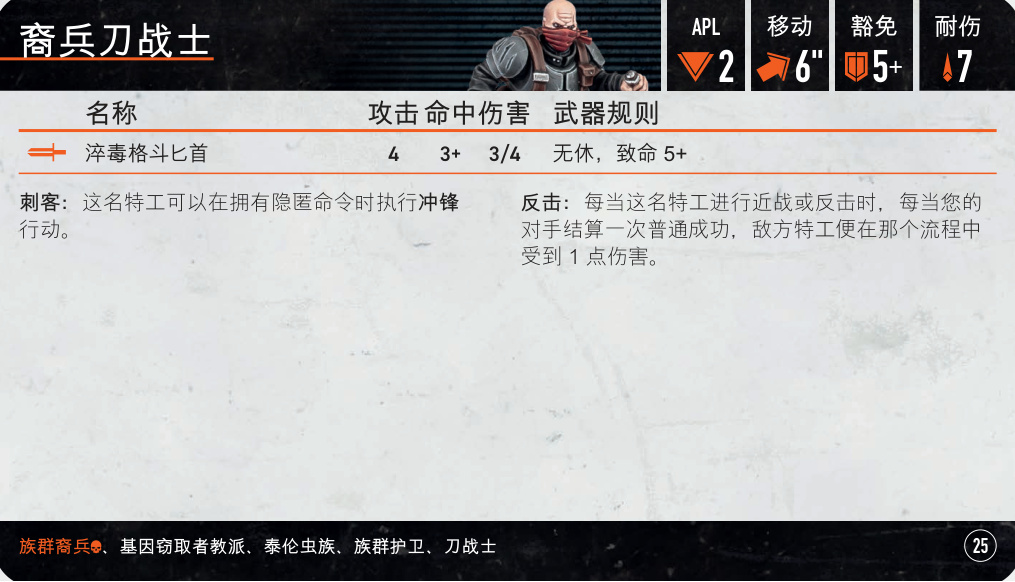 裔兵刀战士
APL 移动 豁免 耐伤
2 6" 5+ 7
名称 攻击 命中 伤害 武器规则
淬毒格斗匕首 4 3+ 3/4 无休，致命 5+
刺客：这名特工可以在拥有隐匿命令时执行冲锋
行动。
反击：每当这名特工进行近战或反击时，每当您的
对手结算一次普通成功，敌方特工便在那个流程中
受到 1 点伤害。
族群裔兵、基因窃取者教派、泰伦虫族、族群护卫、刀战士
25